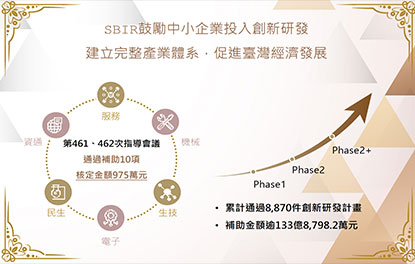 SBIR鼓勵中小企業投入創新研發
建立完整產業體系，促進臺灣經濟發展
服務
資通
機械
第461、462次指導會議
通過補助10項
核定金額975萬元
民生
生技
電子
Phase2+
Phase2
Phase1
• 累計通過8,870件創新研發計畫
• 補助金額逾133億8,798.2萬元